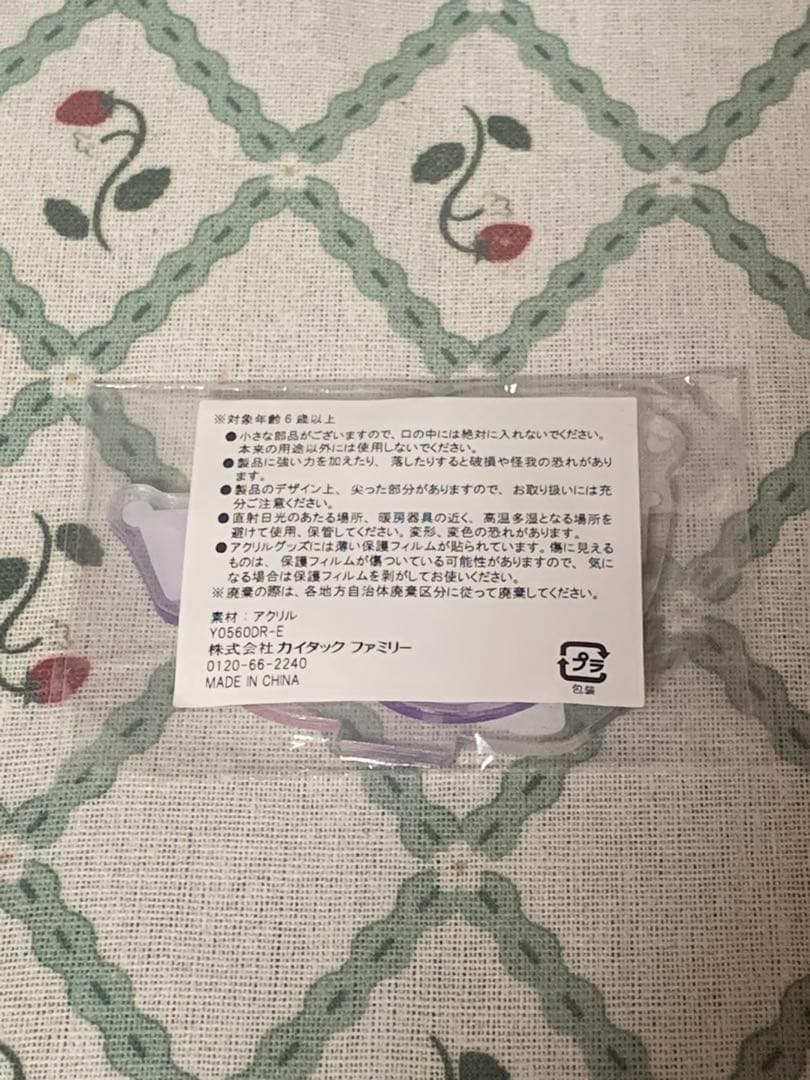 ※対象年齢6歳以上
●小さな部品がございますので、口の中には絶対に入れないでください。
本来の用途以外には使用しないでください。
●製品に強い力を加えたり、落したりすると破損や怪我の恐れがあり
ます。
●製品のデザイン上、尖った部分がありますので、お取り扱いには充
分ご注意ください。
●直射日光のあたる場所、暖房器具の近く、高温多湿となる場所を
避けて使用、保管してください。変形、変色の恐れがあります。
●アクリルグッズには薄い保護フィルムが貼られています。傷に見える
ものは、保護フィルムが傷ついている可能性がありますので、気に
なる場合は保護フィルムを剥がしてお使いください。
※廃棄の際は、各地方自治体廃棄区分に従って廃棄してください。
素材：アクリル
Y0560DR-E
株式会社カイタック ファミリー
0120-66-2240
MADE IN CHINA
プラ
包装